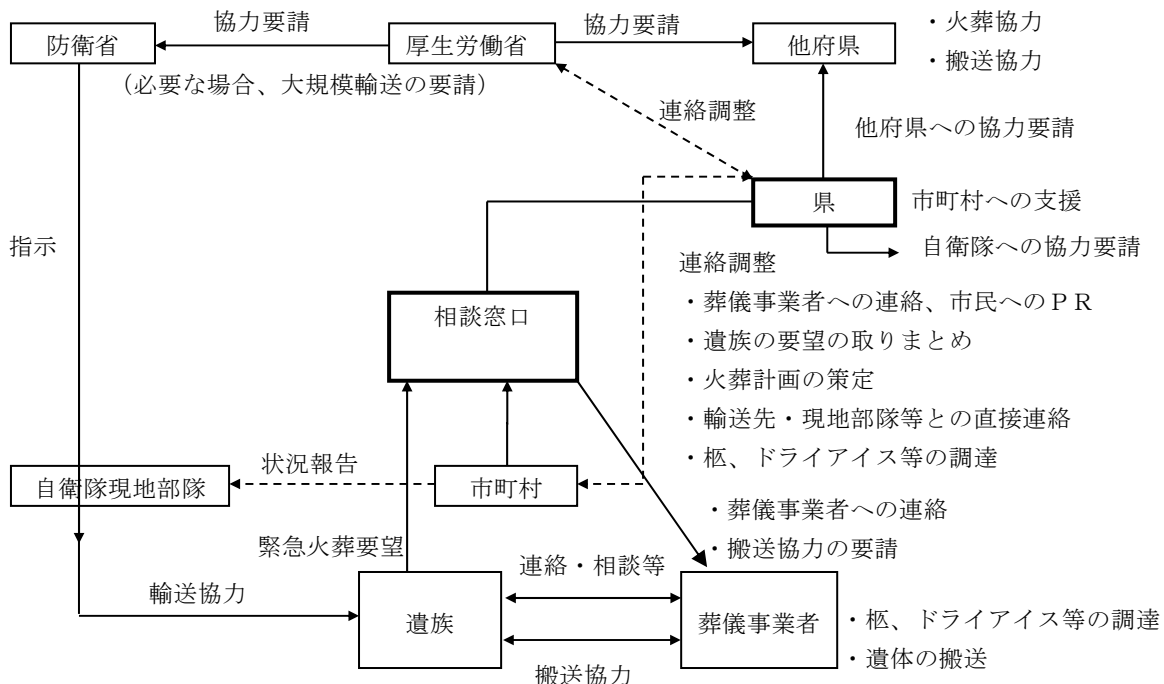 協力要請
協力要請
防衛省
厚生労働省
他府県
・火葬協力
・搬送協力
（必要な場合、大規模輸送の要請）
連絡調整
他府県への協力要請
県
市町村への支援
指示
自衛隊への協力要請
連絡調整
・葬儀事業者への連絡、市民へのＰＲ
・遺族の要望の取りまとめ
・火葬計画の策定
・輸送先・現地部隊等との直接連絡
・柩、ドライアイス等の調達
相談窓口
状況報告
自衛隊現地部隊
市町村
・葬儀事業者への連絡
・搬送協力の要請
緊急火葬要望
連絡・相談等
輸送協力
遺族
葬儀事業者
・柩、ドライアイス等の調達
・遺体の搬送
搬送協力